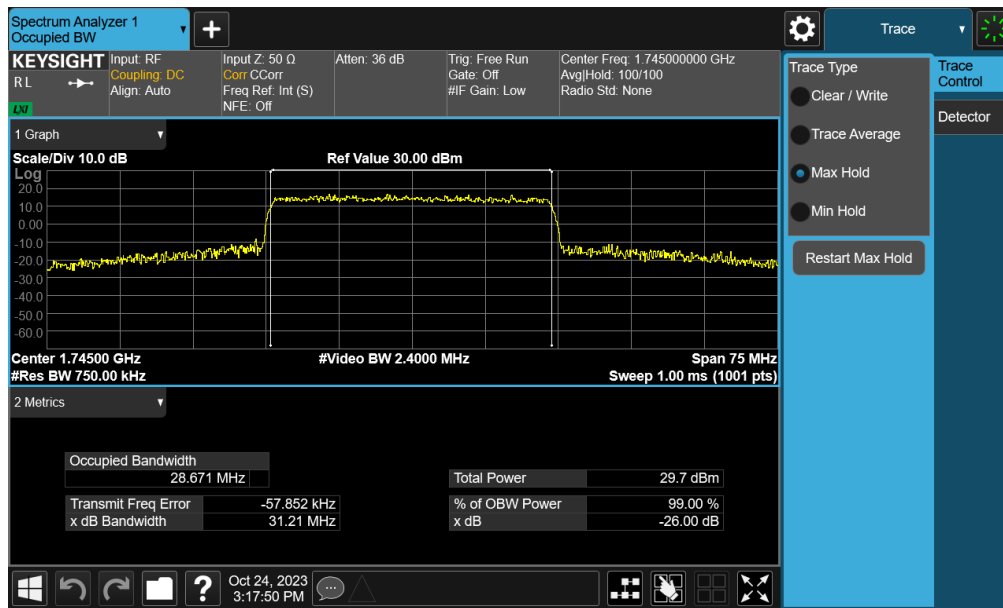 Spectrum Analyzer 1
Occupied BW
+
Trace
KEYSIGHT
R L
LXI
Input: RF
Coupling: DC
Align: Auto
Input Z: 50 Ω
Corr CCorr
Freq Ref: Int (S)
NFE: Off
Atten: 36 dB
Trig: Free Run
Gate: Off
#IF Gain: Low
Center Freq: 1.745000000 GHz
Avg|Hold: 100/100
Radio Std: None
Trace Type
Clear / Write
Trace Average
Max Hold
Min Hold
Restart Max Hold
Trace
Control
Detector
1 Graph
Scale/Div 10.0 dB
Ref Value 30.00 dBm
Log
20.0
10.0
0.00
-10.0
-20.0
-30.0
-40.0
-50.0
-60.0
Center 1.74500 GHz
#Video BW 2.4000 MHz
Span 75 MHz
#Res BW 750.00 kHz
Sweep 1.00 ms (1001 pts)
2 Metrics
Occupied Bandwidth
28.671 MHz
Total Power 29.7 dBm
Transmit Freq Error -57.852 kHz
% of OBW Power 99.00 %
x dB Bandwidth 31.21 MHz
x dB -26.00 dB
?
Oct 24, 2023
3:17:50 PM